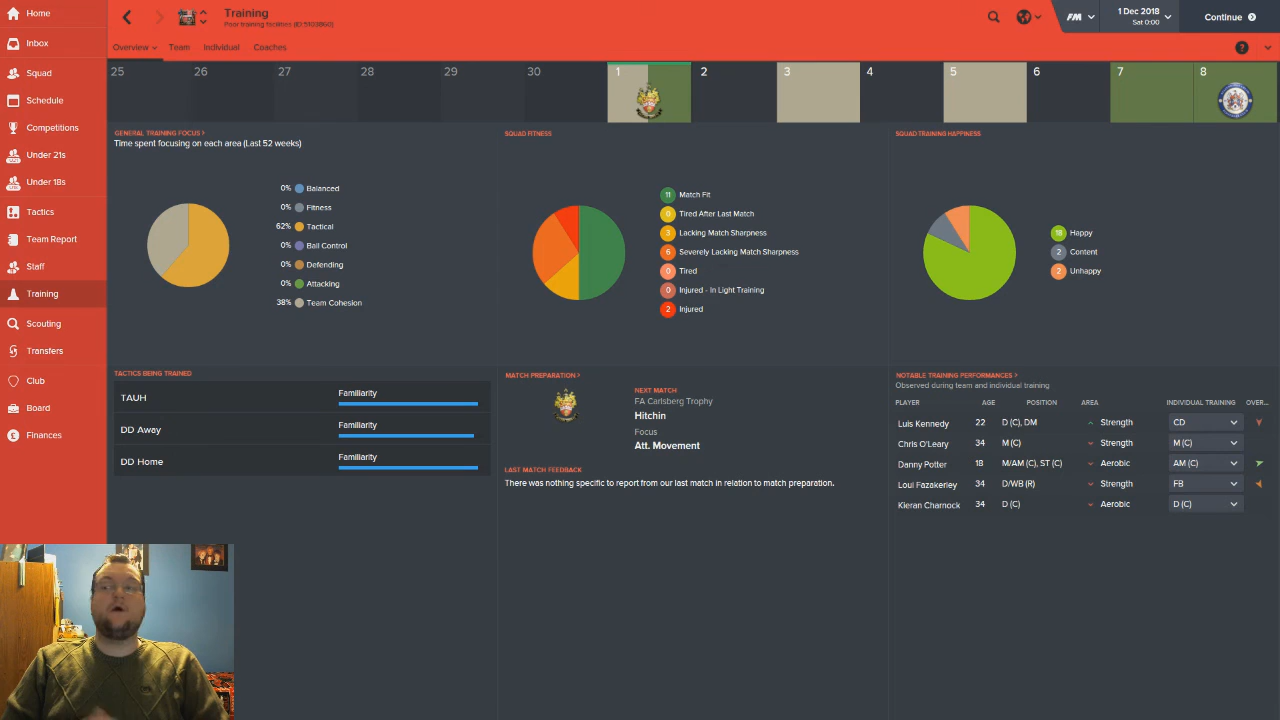 Home
Inbox
Squad
Schedule
Competitions
Under 21s
Under 18s
Tactics
Team Report
Staff
Training
Scouting
Transfers
Club
Board
Finances
Training
Poor training facilities (ID:5103860)
FM
1 Dec 2018
Sat 0:00
Continue
Overview Team Individual Coaches
?
25 26 27 28 29 30 1 2 3 4 5 6 7 8
GENERAL TRAINING FOCUS >
Time spent focusing on each area (Last 52 weeks)
0% Balanced
0% Fitness
62% Tactical
0% Ball Control
0% Defending
0% Attacking
38% Team Cohesion
SQUAD FITNESS
11 Match Fit
0 Tired After Last Match
3 Lacking Match Sharpness
6 Severely Lacking Match Sharpness
0 Tired
0 Injured - In Light Training
2 Injured
SQUAD TRAINING HAPPINESS
18 Happy
2 Content
2 Unhappy
TACTICS BEING TRAINED
TAUH Familiarity
DD Away Familiarity
DD Home Familiarity
MATCH PREPARATION >
NEXT MATCH
FA Carlsberg Trophy
Hitchin
Focus
Att. Movement
LAST MATCH FEEDBACK
There was nothing specific to report from our last match in relation to match preparation.
NOTABLE TRAINING PERFORMANCES >
Observed during team and individual training
PLAYER AGE POSITION AREA INDIVIDUAL TRAINING OVER...
Luis Kennedy 22 D (C), DM Strength CD
Chris O'Leary 34 M (C) Strength M (C)
Danny Potter 18 M/AM (C), ST (C) Aerobic AM (C)
Loui Fazakerley 34 D/WB (R) Strength FB
Kieran Charnock 34 D (C) Aerobic D (C)